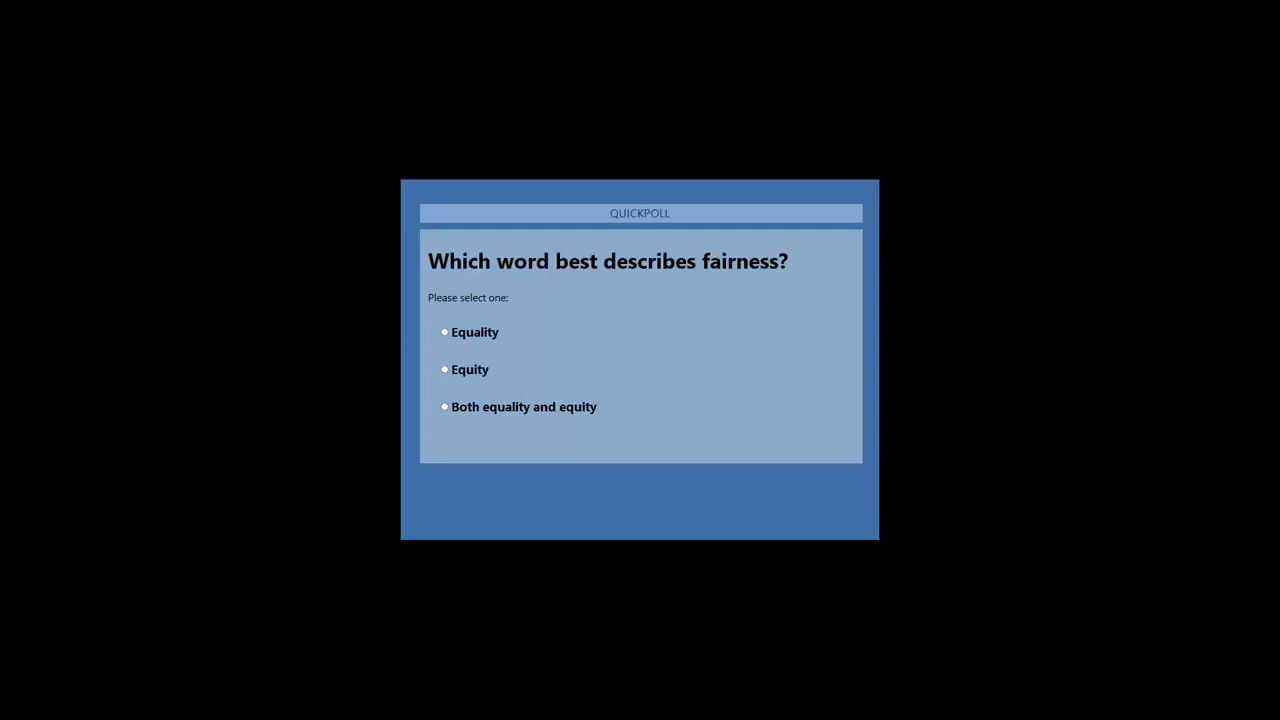 QUICKPOLL
Which word best describes fairness?
Please select one:
Equality
Equity
Both equality and equity